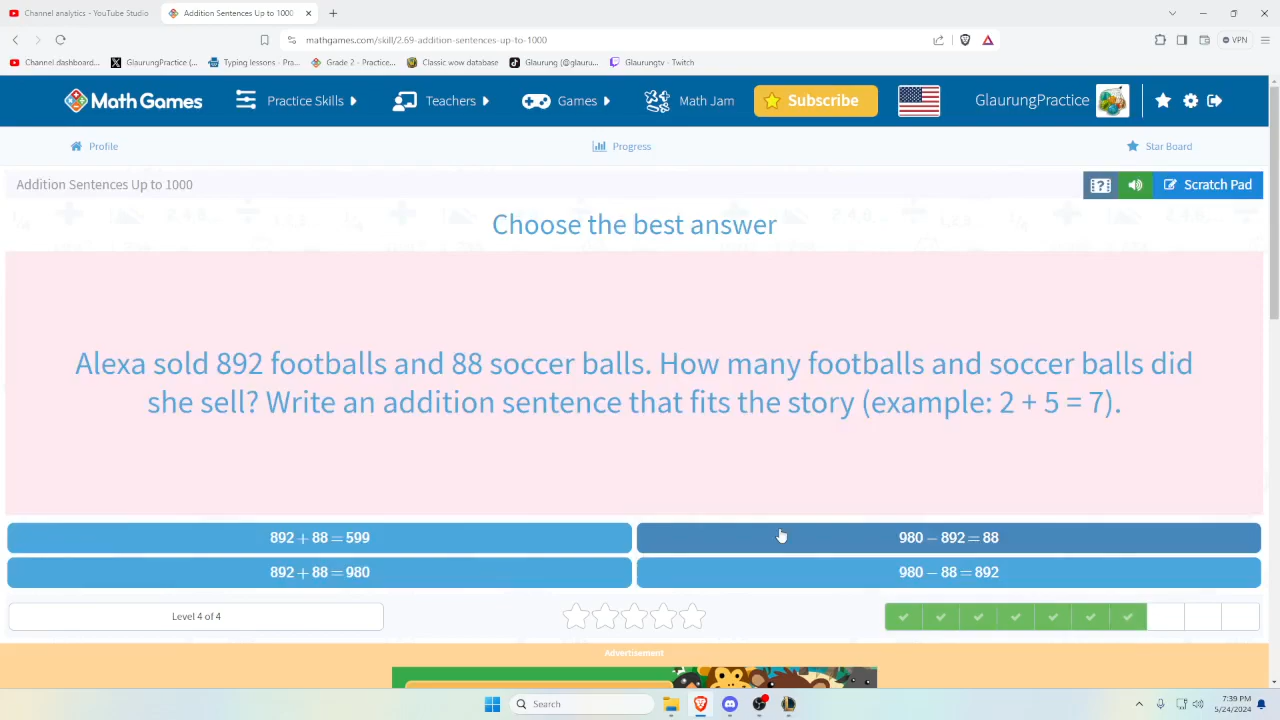 Channel analytics - YouTube Studio
Addition Sentences Up to 1000
mathgames.com/skill/2.69-addition-sentences-up-to-1000
VPN
Channel dashboard...
GlaurungPractice (...
Typing lessons - Pra...
Grade 2 - Practice...
Classic wow database
Glaurung (@glauru...
Glaurungtv - Twitch
Math Games
Practice Skills
Teachers
Games
Math Jam
Subscribe
GlaurungPractice
Profile
Progress
Star Board
Addition Sentences Up to 1000
Scratch Pad
Choose the best answer
Alexa sold 892 footballs and 88 soccer balls. How many footballs and soccer balls did
she sell? Write an addition sentence that fits the story (example: 2 + 5 = 7).
892 + 88 = 599
980 − 892 = 88
892 + 88 = 980
980 − 88 = 892
Level 4 of 4
Advertisement
Search
7:39 PM
5/24/2024